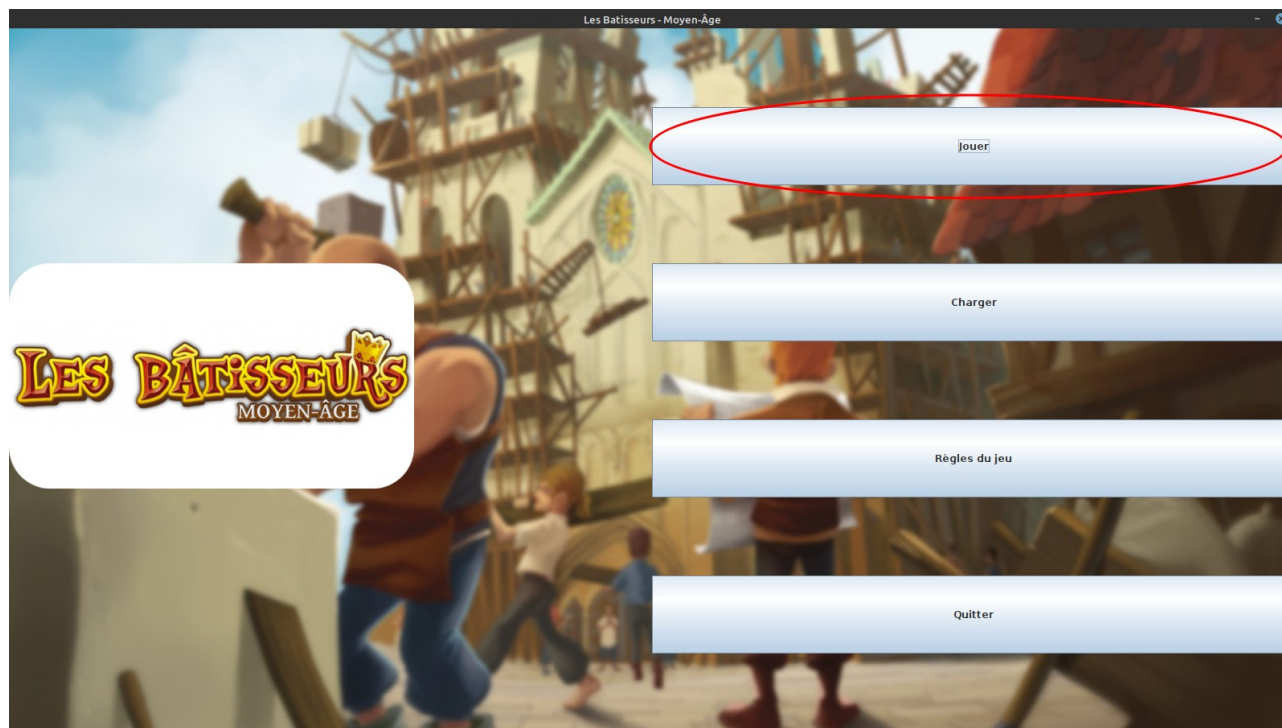 Les Batisseurs - Moyen-Âge
Jouer
Charger
LES BÂTISSEURS
MOYEN-ÂGE
Règles du jeu
Quitter